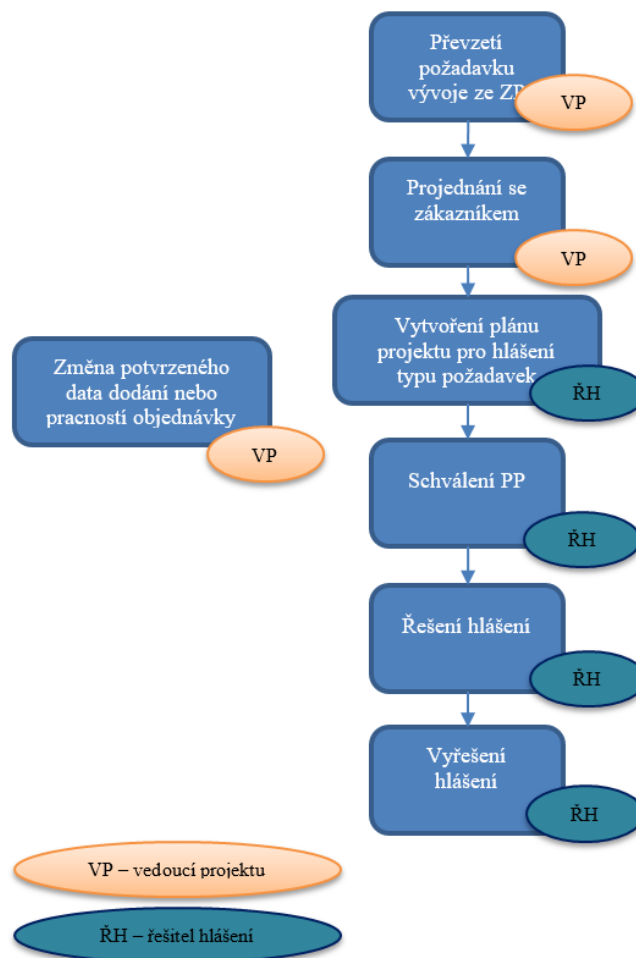 Převzetí
požadavku
vývoje ze ZP
VP
Projednání se
zákazníkem
VP
Vytvoření plánu
projektu pro hlášení
typu požadavek
ŘH
Změna potvrzeného
data dodání nebo
pracností objednávky
VP
Schválení PP
ŘH
Řešení hlášení
ŘH
Vyřešení
hlášení
ŘH
VP – vedoucí projektu
ŘH – řešitel hlášení